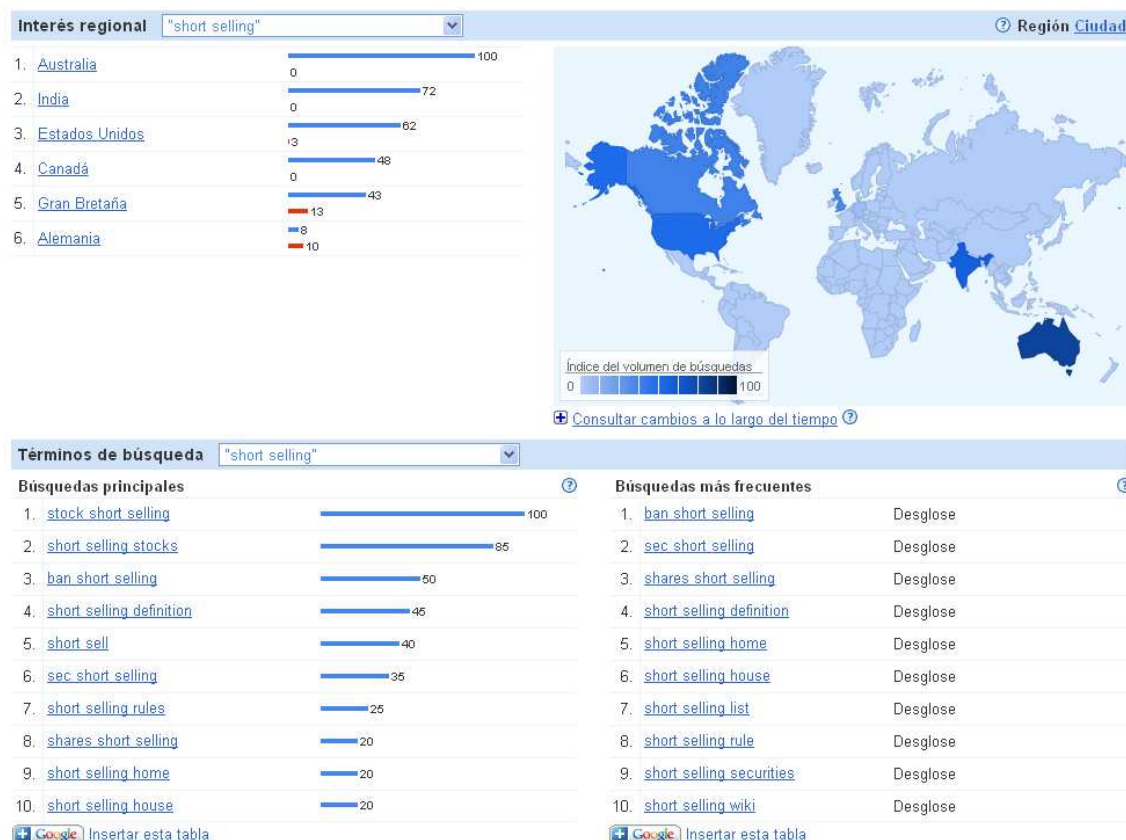 Interés regional "short selling" Región Ciudad
1. Australia 100
0
2. India 72
0
3. Estados Unidos 62
3
4. Canadá 48
0
5. Gran Bretaña 43
13
6. Alemania 8
10
Índice del volumen de búsquedas
0 100
Consultar cambios a lo largo del tiempo
Términos de búsqueda "short selling"
Búsquedas principales
1. stock short selling 100
2. short selling stocks 85
3. ban short selling 50
4. short selling definition 45
5. short sell 40
6. sec short selling 35
7. short selling rules 25
8. shares short selling 20
9. short selling home 20
10. short selling house 20
Google Insertar esta tabla
Búsquedas más frecuentes
1. ban short selling Desglose
2. sec short selling Desglose
3. shares short selling Desglose
4. short selling definition Desglose
5. short selling home Desglose
6. short selling house Desglose
7. short selling list Desglose
8. short selling rule Desglose
9. short selling securities Desglose
10. short selling wiki Desglose
Google Insertar esta tabla